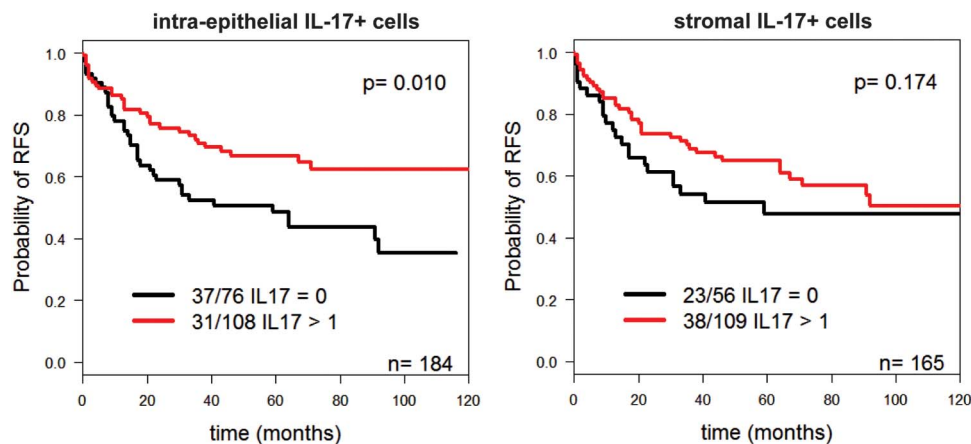 intra-epithelial IL-17+ cells
Probability of RFS
1.0
0.8
0.6
0.4
0.2
0.0
p= 0.010
37/76 IL17 = 0
31/108 IL17 > 1
n= 184
0 20 40 60 80 100 120
time (months)
stromal IL-17+ cells
Probability of RFS
1.0
0.8
0.6
0.4
0.2
0.0
p= 0.174
23/56 IL17 = 0
38/109 IL17 > 1
n= 165
0 20 40 60 80 100 120
time (months)